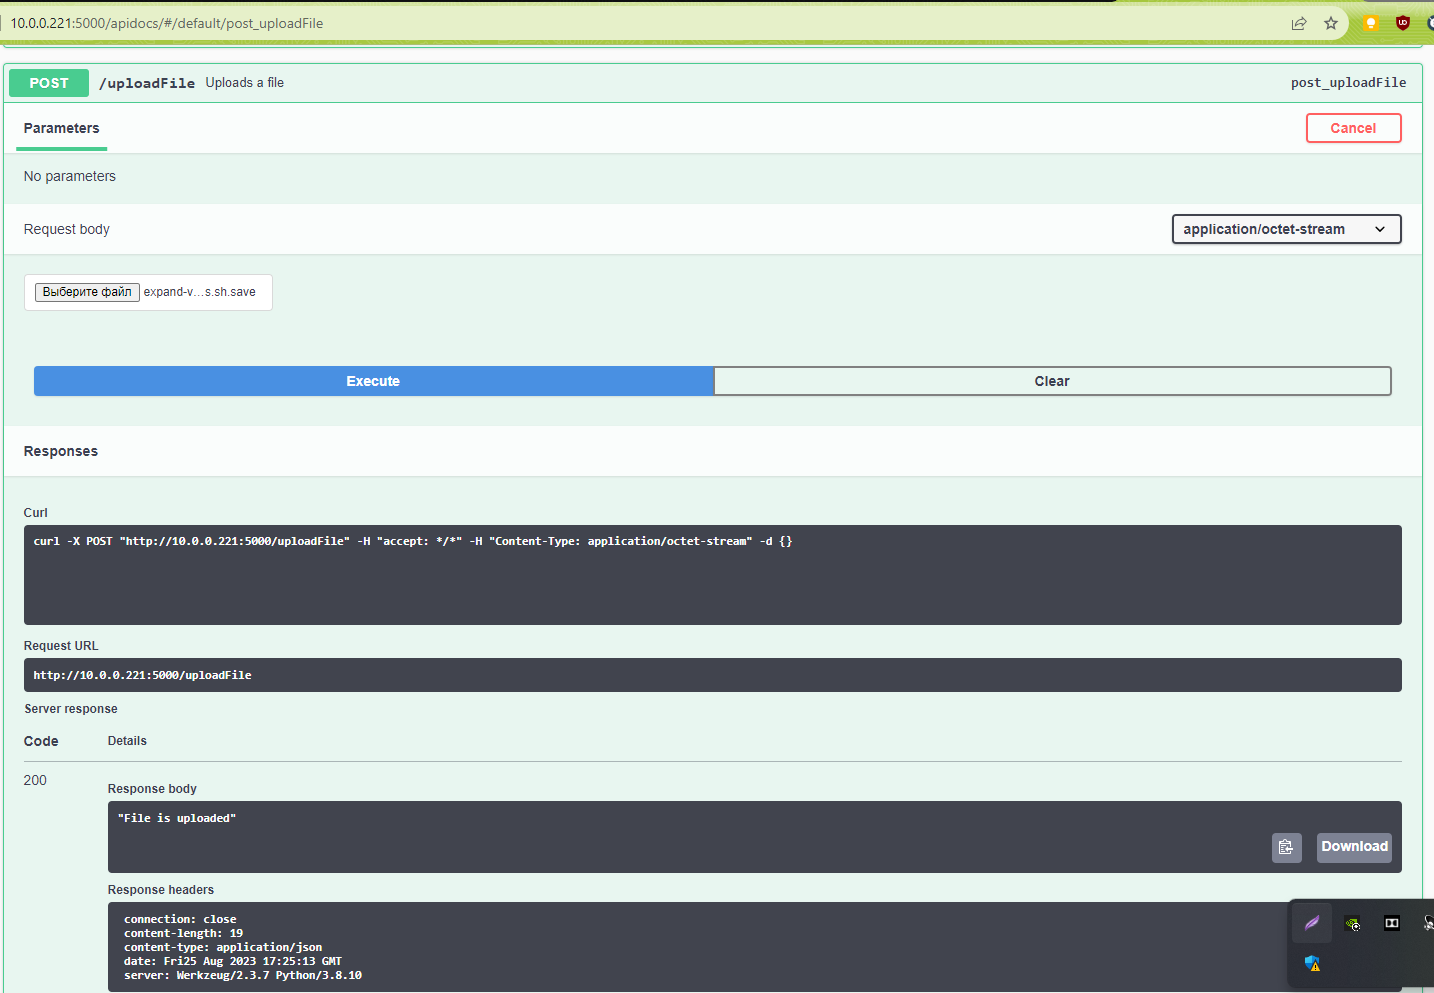 10.0.0.221:5000/apidocs/#/default/post_uploadFile
POST /uploadFile Uploads a file post_uploadFile
Parameters Cancel
No parameters
Request body application/octet-stream
Выберите файл expand-v…s.sh.save
Execute Clear
Responses
Curl
curl -X POST "http://10.0.0.221:5000/uploadFile" -H "accept: */*" -H "Content-Type: application/octet-stream" -d {}
Request URL
http://10.0.0.221:5000/uploadFile
Server response
Code Details
200
Response body
"File is uploaded"
Download
Response headers
connection: close
content-length: 19
content-type: application/json
date: Fri25 Aug 2023 17:25:13 GMT
server: Werkzeug/2.3.7 Python/3.8.10